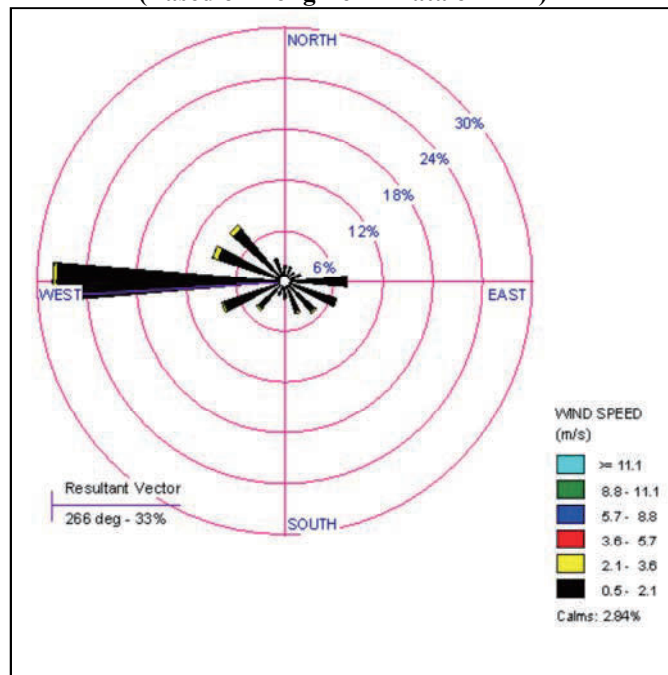 NORTH
30%
24%
18%
12%
6%
WEST
EAST
SOUTH
Resultant Vector
266 deg - 33%
WIND SPEED
(m/s)
>= 11.1
8.8 - 11.1
5.7 - 8.8
3.6 - 5.7
2.1 - 3.6
0.5 - 2.1
Calms: 2.84%